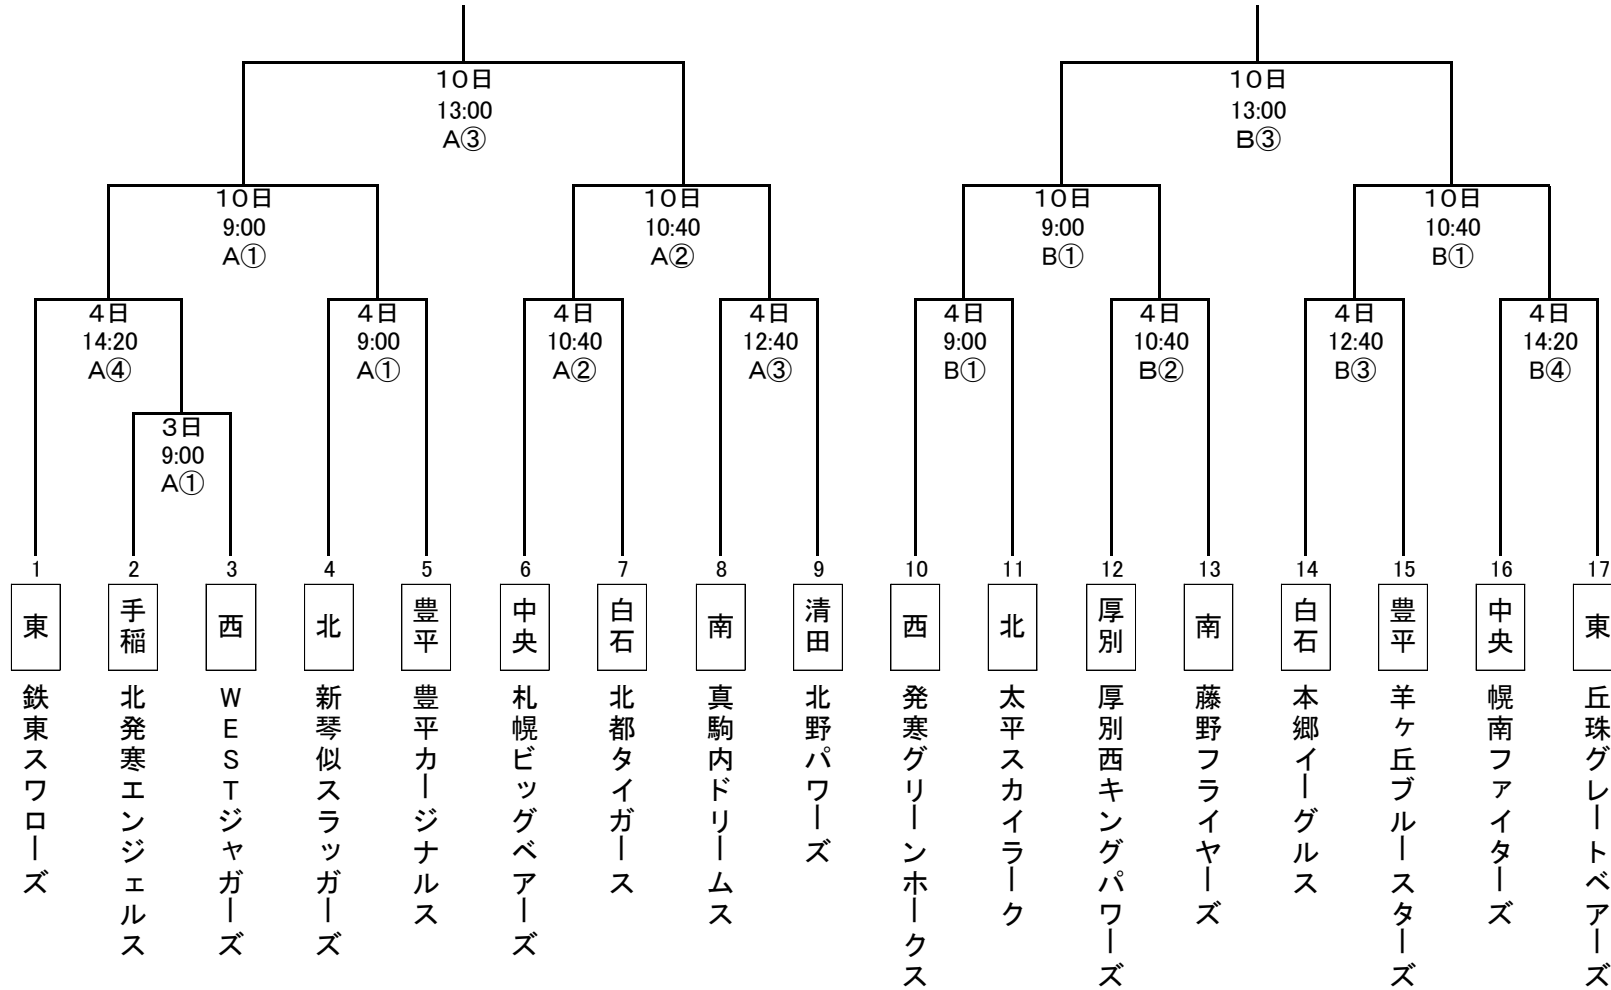 10日
13:00
A③
10日
13:00
B③
10日
9:00
A①
10日
10:40
A②
10日
9:00
B①
10日
10:40
B①
4日
14:20
A④
4日
9:00
A①
4日
10:40
A②
4日
12:40
A③
4日
9:00
B①
4日
10:40
B②
4日
12:40
B③
4日
14:20
B④
3日
9:00
A①
1
東
鉄東スワローズ
2
手稲
北発寒エンジェルス
3
西
WESTジャガーズ
4
北
新琴似スラッガーズ
5
豊平
豊平カージナルス
6
中央
札幌ビッグベアーズ
7
白石
北都タイガース
8
南
真駒内ドリームス
9
清田
北野パワーズ
10
西
発寒グリーンホークス
11
北
太平スカイラーク
12
厚別
厚別西キングパワーズ
13
南
藤野フライヤーズ
14
白石
本郷イーグルス
15
豊平
羊ヶ丘ブルースターズ
16
中央
幌南ファイターズ
17
東
丘珠グレートベアーズ